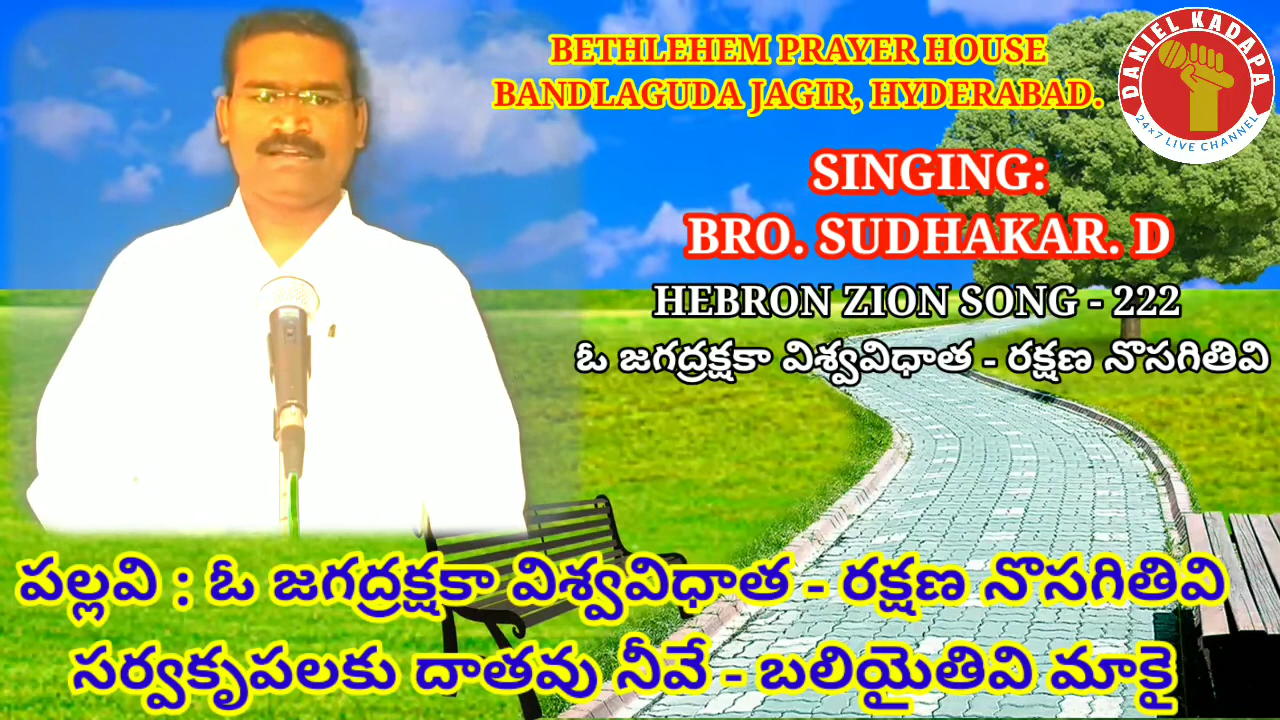 BETHLEHEM PRAYER HOUSE
BANDLAGUDA JAGIR, HYDERABAD.
DANIEL KADAPA
24×7 LIVE CHANNEL
SINGING:
BRO. SUDHAKAR. D
HEBRON ZION SONG - 222
ఓ జగద్రక్షకా విశ్వవిధాత - రక్షణ నొసగితివి
పల్లవి : ఓ జగద్రక్షకా విశ్వవిధాత - రక్షణ నొసగితివి
సర్వకృపలకు దాతవు నీవే - బలియైతివి మాకై